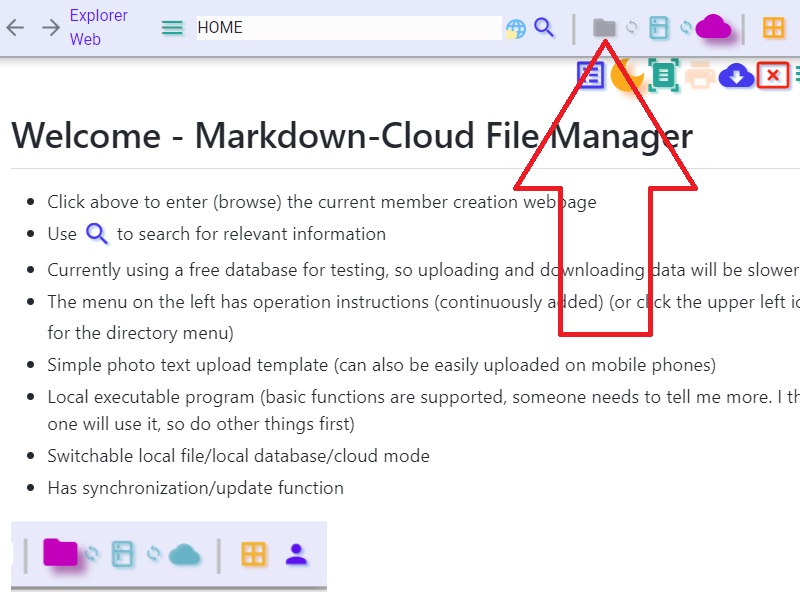 Explorer
Web
HOME
Welcome - Markdown-Cloud File Manager
Click above to enter (browse) the current member creation webpage
Use to search for relevant information
Currently using a free database for testing, so uploading and downloading data will be slower
The menu on the left has operation instructions (continuously added) (or click the upper left
for the directory menu)
Simple photo text upload template (can also be easily uploaded on mobile phones)
Local executable program (basic functions are supported, someone needs to tell me more. I
one will use it, so do other things first)
Switchable local file/local database/cloud mode
Has synchronization/update function